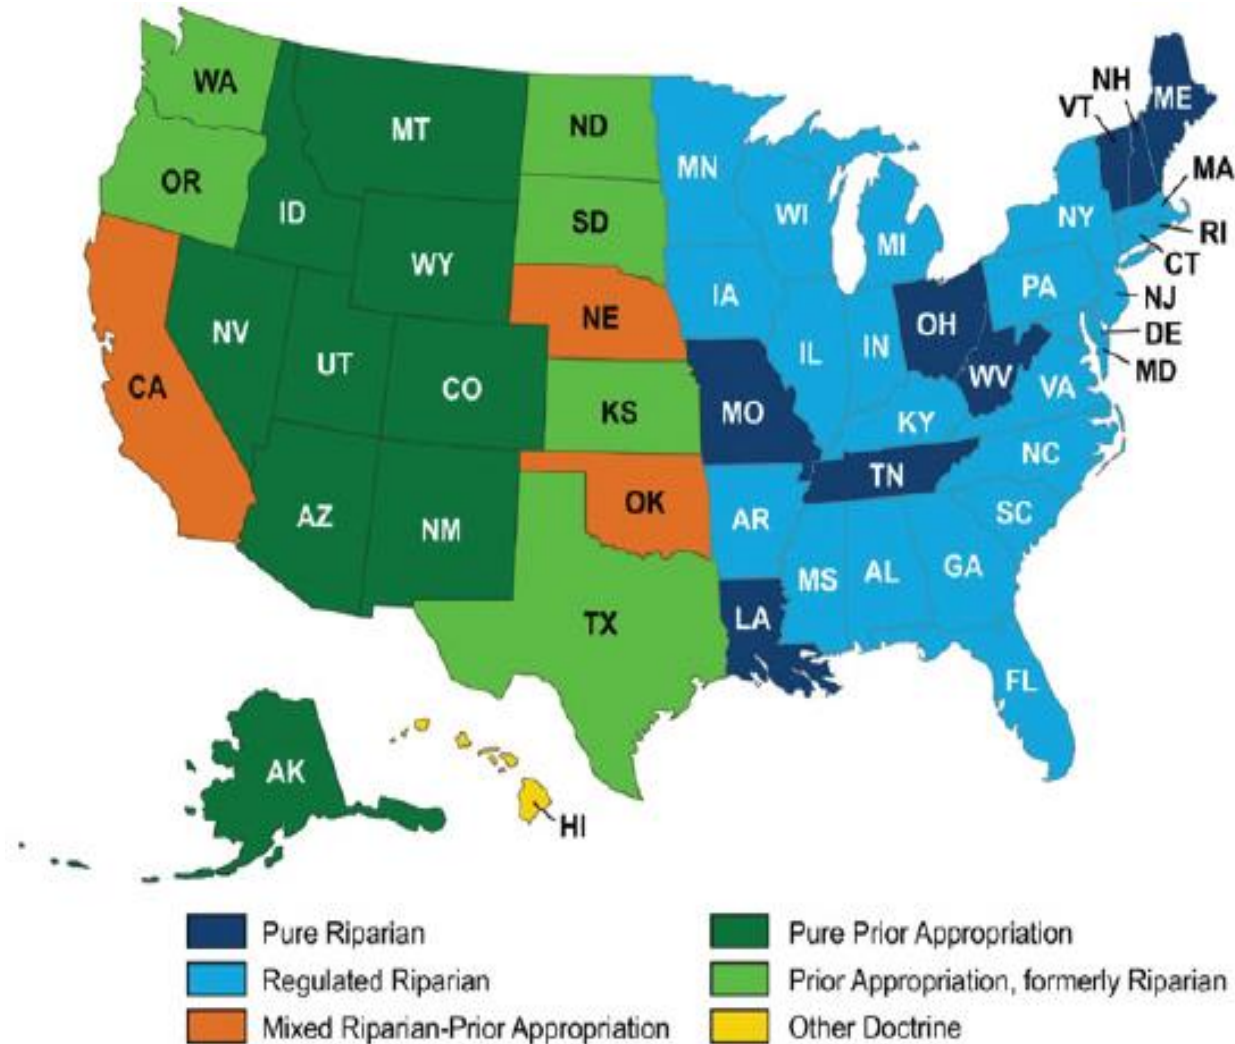 WA
MT
ND
MN
OR
ID
SD
WI
MI
NY
VT
NH
ME
MA
RI
CT
WY
IA
PA
NJ
NV
UT
CO
NE
IL
IN
OH
DE
MD
CA
KS
MO
WV
VA
KY
AZ
NM
OK
AR
TN
NC
SC
TX
LA
MS
AL
GA
FL
AK
HI
Pure Riparian
Regulated Riparian
Mixed Riparian-Prior Appropriation
Pure Prior Appropriation
Prior Appropriation, formerly Riparian
Other Doctrine